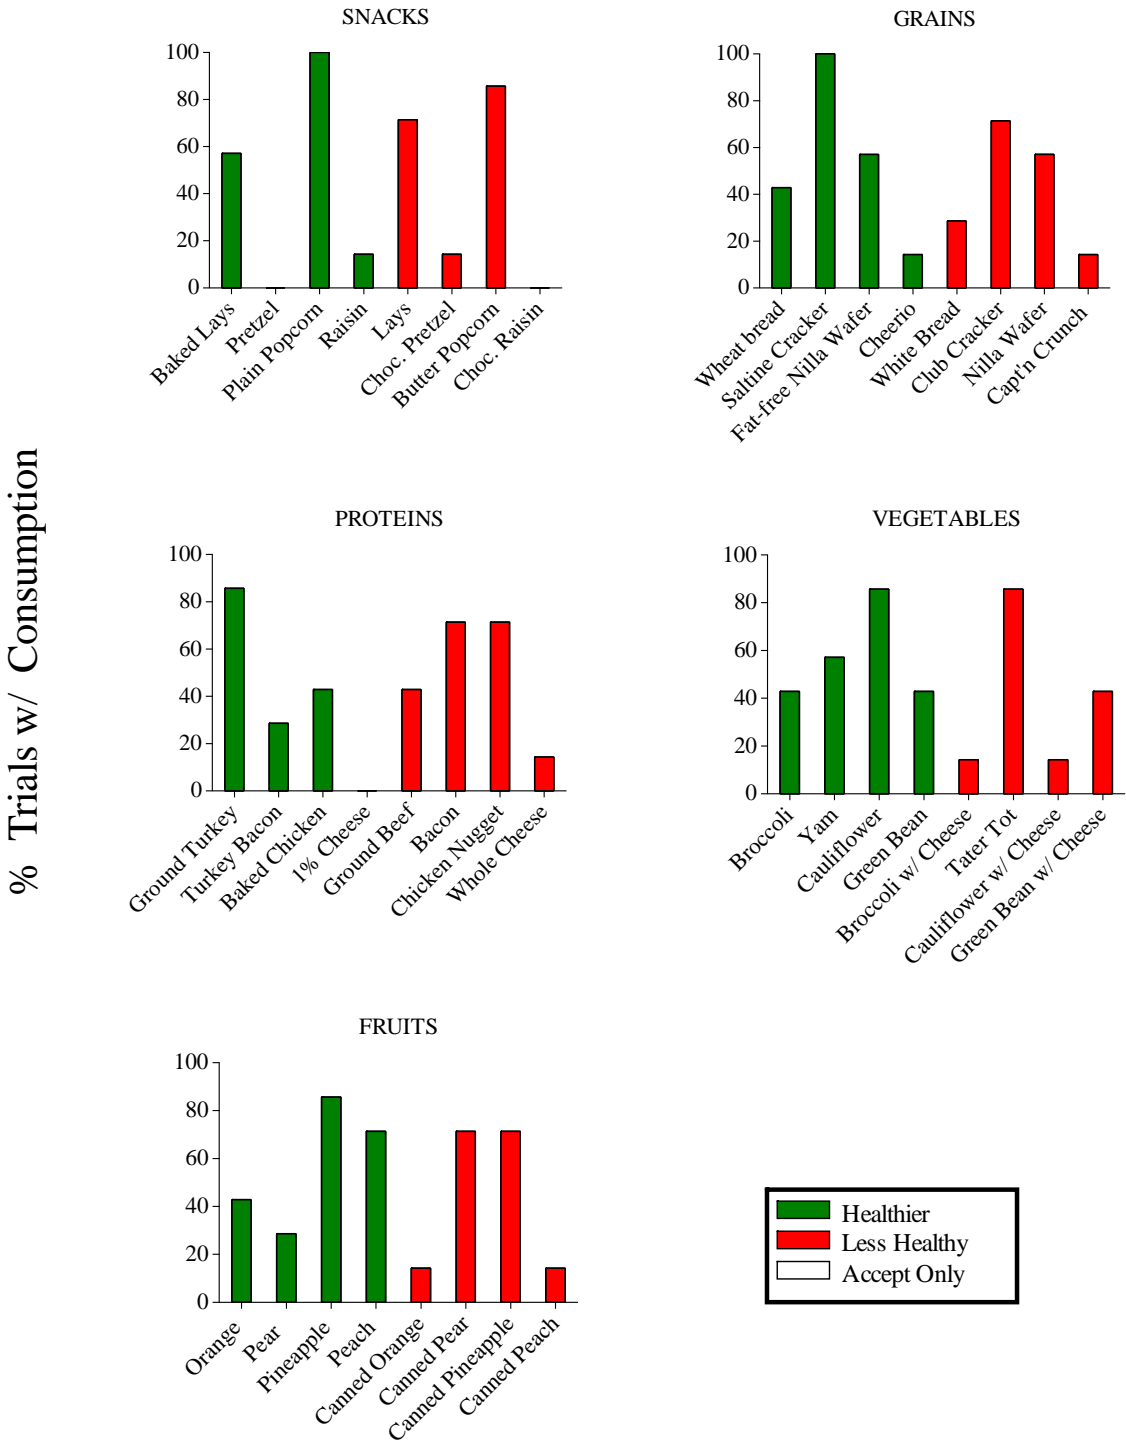 % Trials w/ Consumption
SNACKS
100
80
60
40
20
0
Baked Lays
Pretzel
Plain Popcorn
Raisin
Lays
Choc. Pretzel
Butter Popcorn
Choc. Raisin
GRAINS
100
80
60
40
20
0
Wheat bread
Saltine Cracker
Fat-free Nilla Wafer
Cheerio
White Bread
Club Cracker
Nilla Wafer
Capt'n Crunch
PROTEINS
100
80
60
40
20
0
Ground Turkey
Turkey Bacon
Baked Chicken
1% Cheese
Ground Beef
Bacon
Chicken Nugget
Whole Cheese
VEGETABLES
100
80
60
40
20
0
Broccoli
Yam
Cauliflower
Green Bean
Broccoli w/ Cheese
Tater Tot
Cauliflower w/ Cheese
Green Bean w/ Cheese
FRUITS
100
80
60
40
20
0
Orange
Pear
Pineapple
Peach
Canned Orange
Canned Pear
Canned Pineapple
Canned Peach
Healthier
Less Healthy
Accept Only